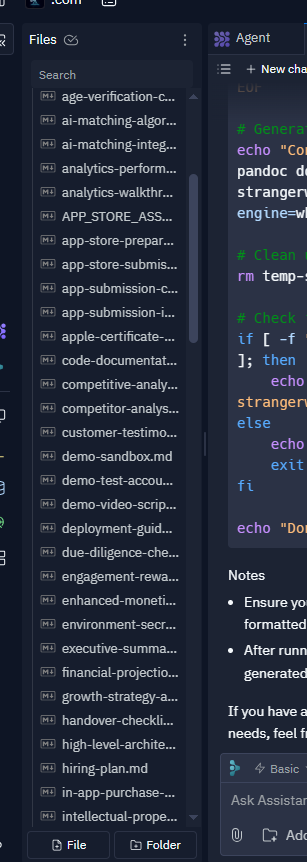 .com
Files
Search
age-verification-c...
ai-matching-algor...
ai-matching-integ...
analytics-perform...
analytics-walkthr...
APP_STORE_ASS...
app-store-prepar...
app-store-submis...
app-submission-c...
app-submission-i...
apple-certificate-...
code-documentat...
competitive-analy...
competitor-analys...
customer-testimo...
demo-sandbox.md
demo-test-accou...
demo-video-scrip...
deployment-guid...
due-diligence-che...
engagement-rewa...
enhanced-moneti...
environment-secr...
executive-summa...
financial-projectio...
growth-strategy-a...
handover-checkli...
high-level-archite...
hiring-plan.md
in-app-purchase-...
intellectual-prope...
File
Folder
Agent
+ New cha
EOF
# Generat
echo "Con
pandoc do
strangerw
engine=wk
# Clean u
rm temp-s
# Check
if [ -f
]; then
echo
strangerw
else
echo
exit
fi
echo "Don
Notes
• Ensure you
formatted
• After runn
generated
If you have a
needs, feel fr
Basic
Ask Assistan
Add